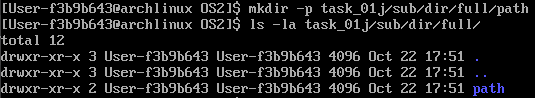 [User-f3b9b643@archlinux OS2]$ mkdir -p task_01j/sub/dir/full/path
[User-f3b9b643@archlinux OS2]$ ls -la task_01j/sub/dir/full/
total 12
drwxr-xr-x 3 User-f3b9b643 User-f3b9b643 4096 Oct 22 17:51 .
drwxr-xr-x 3 User-f3b9b643 User-f3b9b643 4096 Oct 22 17:51 ..
drwxr-xr-x 2 User-f3b9b643 User-f3b9b643 4096 Oct 22 17:51 path